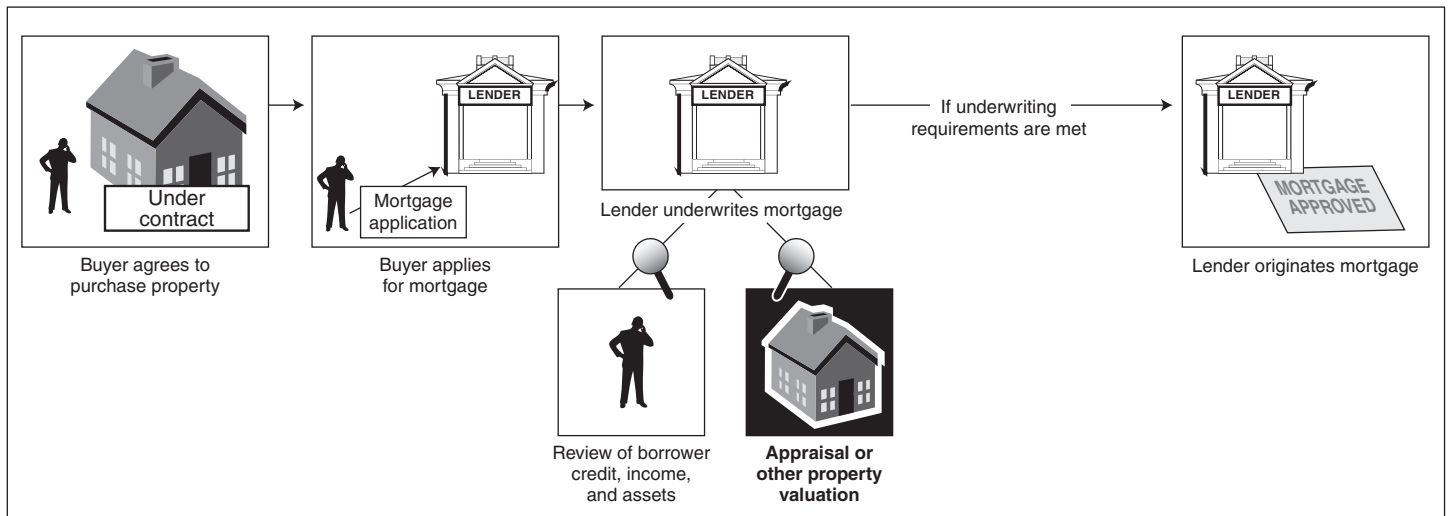 Under
contract
Buyer agrees to
purchase property
LENDER
Mortgage
application
Buyer applies
for mortgage
LENDER
Lender underwrites mortgage
Review of borrower
credit, income,
and assets
Appraisal or
other property
valuation
If underwriting
requirements are met
LENDER
MORTGAGE
APPROVED
Lender originates mortgage